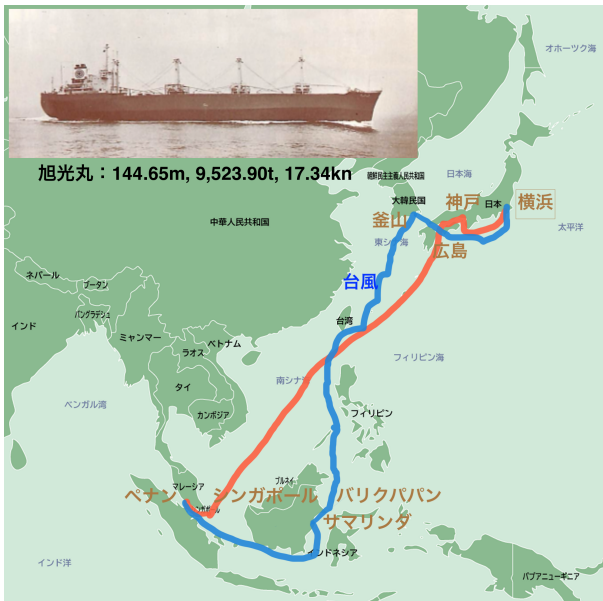 オホーツク海
旭光丸：144.65m, 9,523.90t, 17.34kn
朝鮮民主主義人民共和国
日本海
大韓民国
神戸
日本
横浜
釜山
中華人民共和国
太平洋
東シナ海
広島
ネパール
ブータン
台風
バングラデシュ
インド
台湾
ミャンマー
ベトナム
ラオス
フィリピン海
タイ
南シナ海
ベンガル湾
カンボジア
フィリピン
ブルネイ
マレーシア
ペナン
シンガポール
バリクパパン
サマリンダ
インドネシア
インド洋
パプアニューギニア